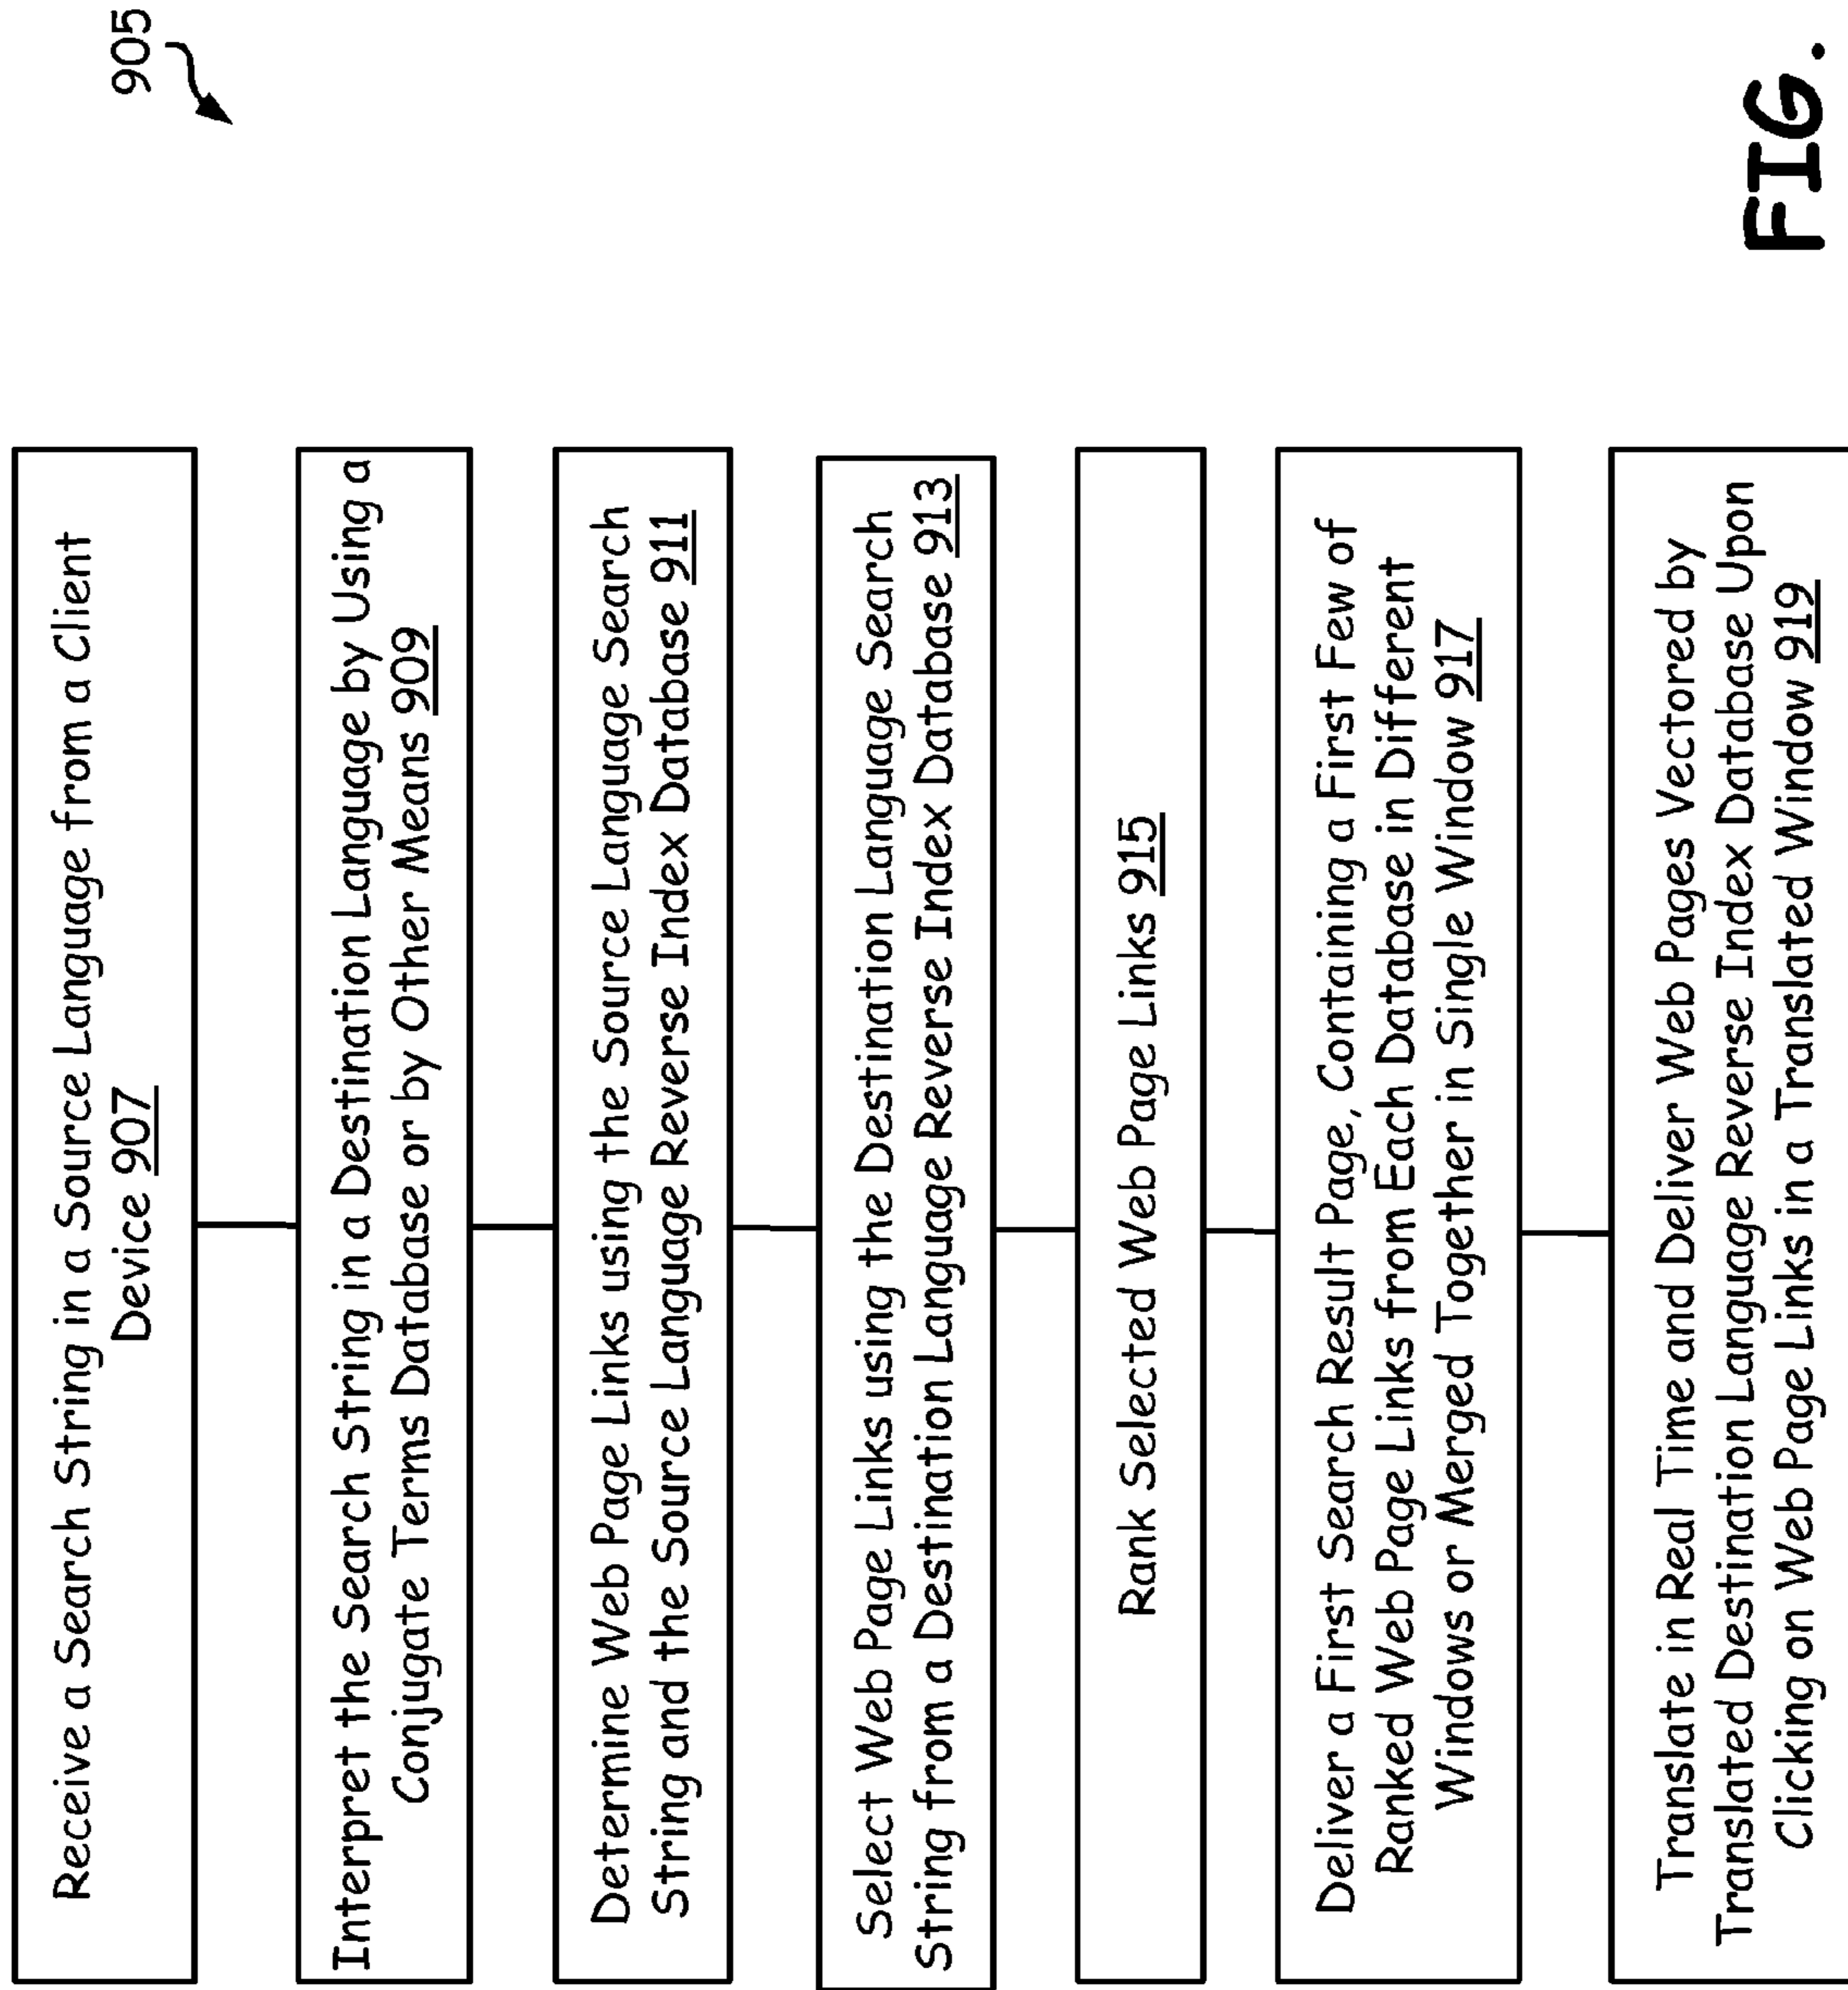 905
Receive a Search String in a Source Language from a Client
Device 907
Interpret the Search String in a Destination Language by Using a
Conjugate Terms Database or by Other Means 909
Determine Web Page Links using the Source Language Search
String and the Source Language Reverse Index Database 911
Select Web Page Links using the Destination Language Search
String from a Destination Language Reverse Index Database 913
Rank Selected Web Page Links 915
Deliver a First Search Result Page, Containing a First Few of
Ranked Web Page Links from Each Database in Different
Windows or Merged Together in Single Window 917
Translate in Real Time and Deliver Web Pages Vectored by
Translated Destination Language Reverse Index Database Upon
Clicking on Web Page Links in a Translated Window 919
FIG.